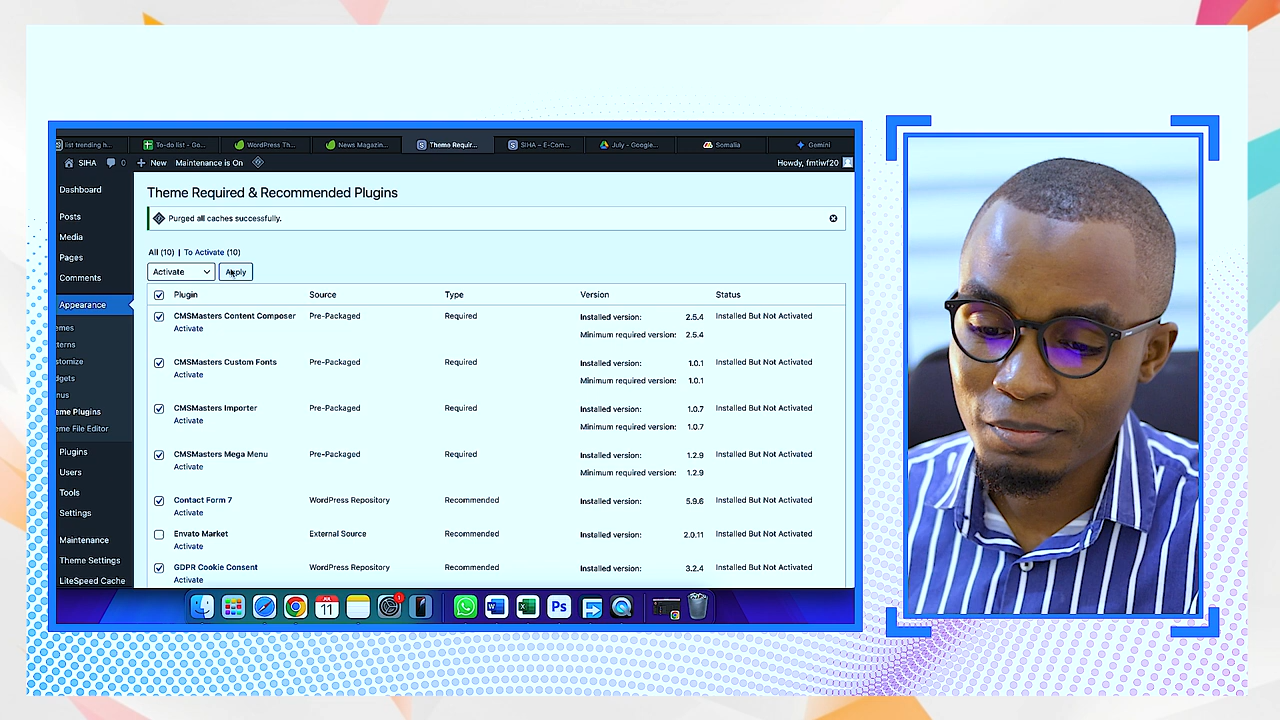 list trending h...
To-do list - Go...
WordPress Th...
News Magazin...
Theme Requir...
SIHA – E-Com...
July - Google...
Somalia
Gemini
SIHA 0 + New Maintenance is On
Howdy, fmtiwf20
Dashboard
Posts
Media
Pages
Comments
Appearance
emes
terns
stomize
dgets
nus
eme Plugins
eme File Editor
Plugins
Users
Tools
Settings
Maintenance
Theme Settings
LiteSpeed Cache
Theme Required & Recommended Plugins
Purged all caches successfully.
All (10) | To Activate (10)
Activate Apply
Plugin Source Type Version Status
CMSMasters Content Composer Pre-Packaged Required Installed version: 2.5.4 Installed But Not Activated
Activate Minimum required version: 2.5.4
CMSMasters Custom Fonts Pre-Packaged Required Installed version: 1.0.1 Installed But Not Activated
Activate Minimum required version: 1.0.1
CMSMasters Importer Pre-Packaged Required Installed version: 1.0.7 Installed But Not Activated
Activate Minimum required version: 1.0.7
CMSMasters Mega Menu Pre-Packaged Required Installed version: 1.2.9 Installed But Not Activated
Activate Minimum required version: 1.2.9
Contact Form 7 WordPress Repository Recommended Installed version: 5.9.6 Installed But Not Activated
Activate
Envato Market External Source Recommended Installed version: 2.0.11 Installed But Not Activated
Activate
GDPR Cookie Consent WordPress Repository Recommended Installed version: 3.2.4 Installed But Not Activated
Activate
JUL
11
1
W
X
Ps